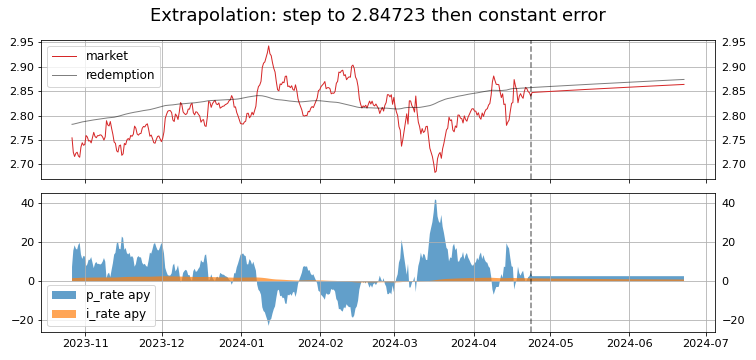 Extrapolation: step to 2.84723 then constant error
2.95 2.95
2.90 2.90
2.85 2.85
2.80 2.80
2.75 2.75
2.70 2.70
market
redemption
40 40
20 20
0 0
−20 −20
p_rate apy
i_rate apy
2023-11 2023-12 2024-01 2024-02 2024-03 2024-04 2024-05 2024-06 2024-07